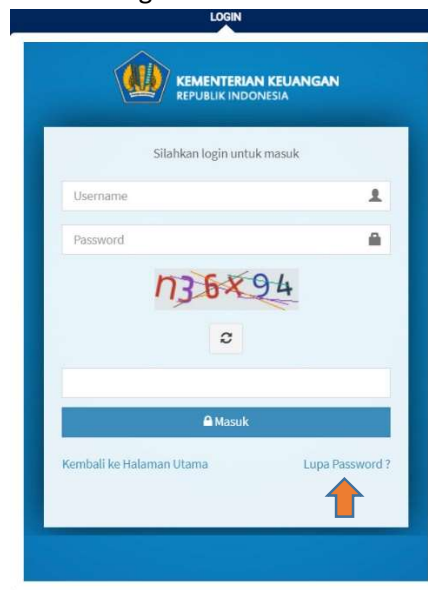 LOGIN
KEMENTERIAN KEUANGAN
REPUBLIK INDONESIA
Silahkan login untuk masuk
Username
Password
n36x94
Masuk
Kembali ke Halaman Utama
Lupa Password ?